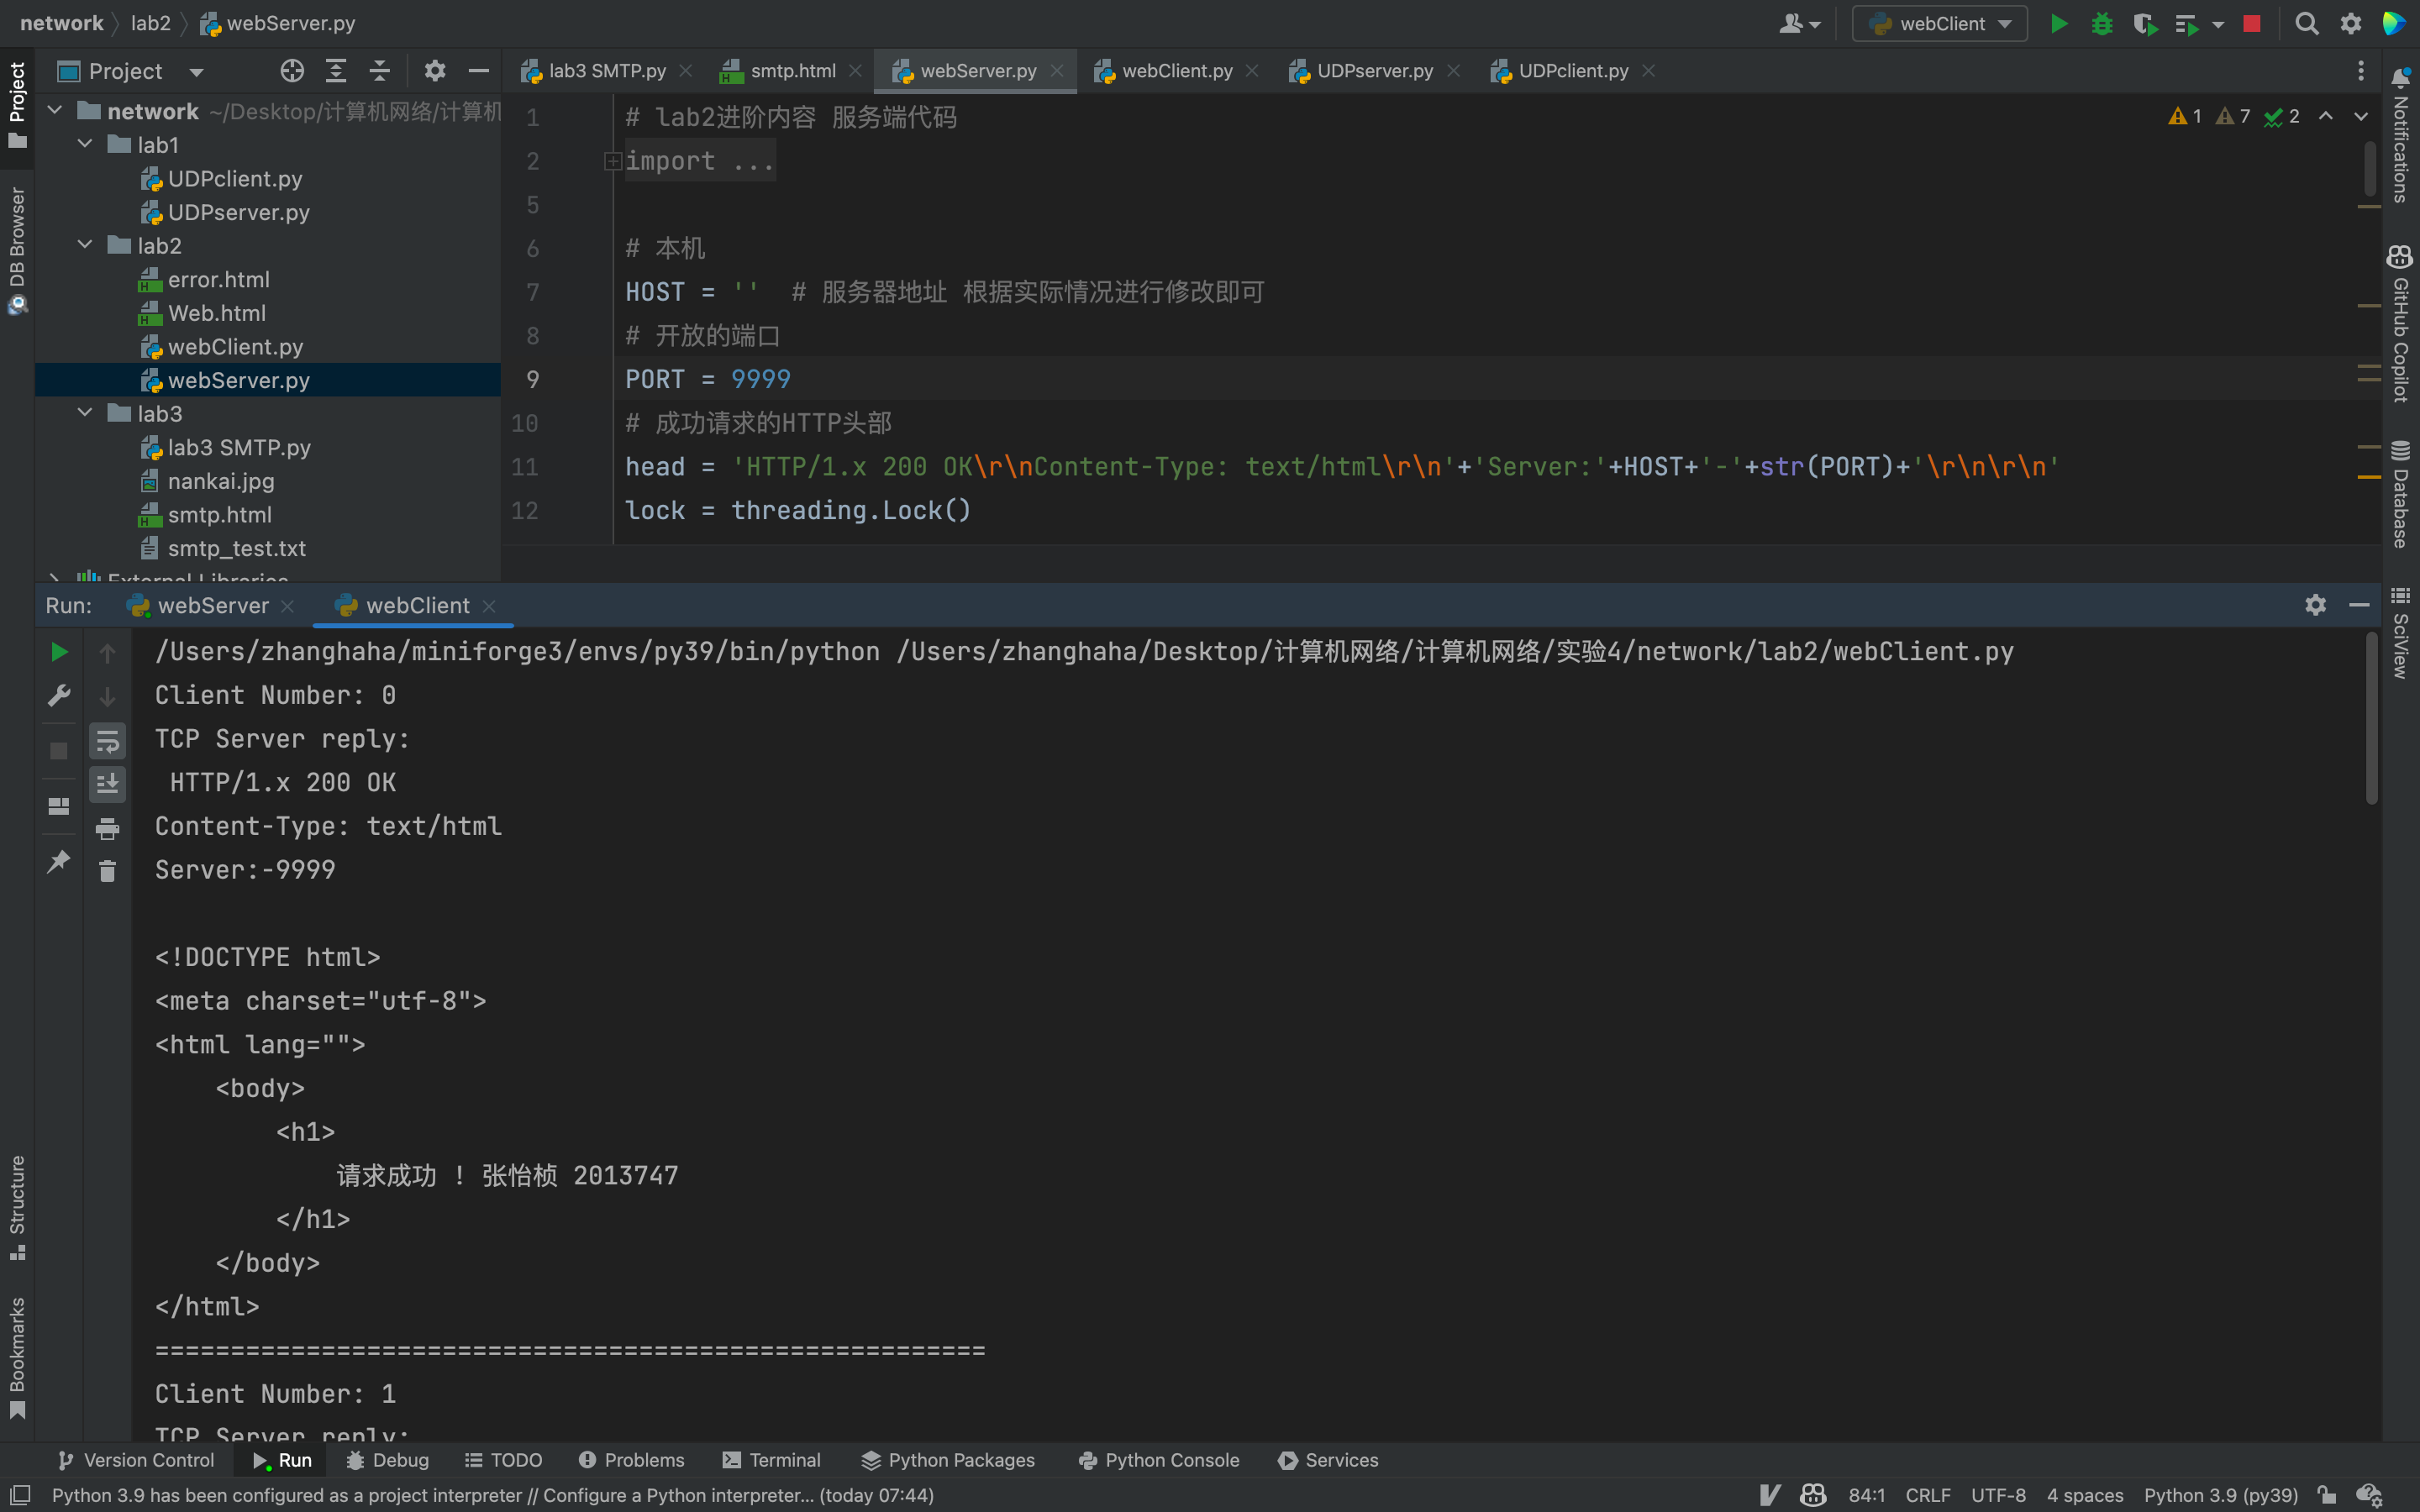 network lab2 webServer.py
webClient
Project
lab3 SMTP.py
smtp.html
webServer.py
webClient.py
UDPserver.py
UDPclient.py
Project
DB Browser
Structure
Bookmarks
network ~/Desktop/计算机网络/计算机
lab1
UDPclient.py
UDPserver.py
lab2
error.html
Web.html
webClient.py
webServer.py
lab3
lab3 SMTP.py
nankai.jpg
smtp.html
smtp_test.txt
External Libraries
1 # lab2进阶内容 服务端代码
2 import ...
5
6 # 本机
7 HOST = '' # 服务器地址 根据实际情况进行修改即可
8 # 开放的端口
9 PORT = 9999
10 # 成功请求的HTTP头部
11 head = 'HTTP/1.x 200 OK\r\nContent-Type: text/html\r\n'+'Server:'+HOST+'-'+str(PORT)+'\r\n\r\n'
12 lock = threading.Lock()
1 7 2
Notifications
GitHub Copilot
Database
SciView
Run: webServer webClient
/Users/zhanghaha/miniforge3/envs/py39/bin/python /Users/zhanghaha/Desktop/计算机网络/计算机网络/实验4/network/lab2/webClient.py
Client Number: 0
TCP Server reply:
 HTTP/1.x 200 OK
Content-Type: text/html
Server:-9999
<!DOCTYPE html>
<meta charset="utf-8">
<html lang="">
    <body>
        <h1>
            请求成功 ! 张怡桢 2013747
        </h1>
    </body>
</html>
=======================================================
Client Number: 1
TCP Server reply:
Version Control Run Debug TODO Problems Terminal Python Packages Python Console Services
Python 3.9 has been configured as a project interpreter // Configure a Python interpreter... (today 07:44)
84:1 CRLF UTF-8 4 spaces Python 3.9 (py39)